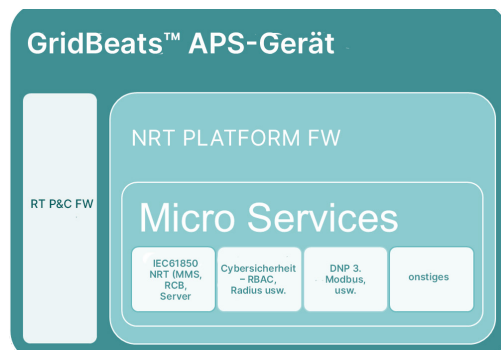 GridBeats™ APS-Gerät
NRT PLATFORM FW
RT P&C FW
Micro Services
IEC61850
NRT (MMS,
RCB,
Server
Cybersicherheit
– RBAC,
Radius usw.
DNP 3.
Modbus,
usw.
onstiges